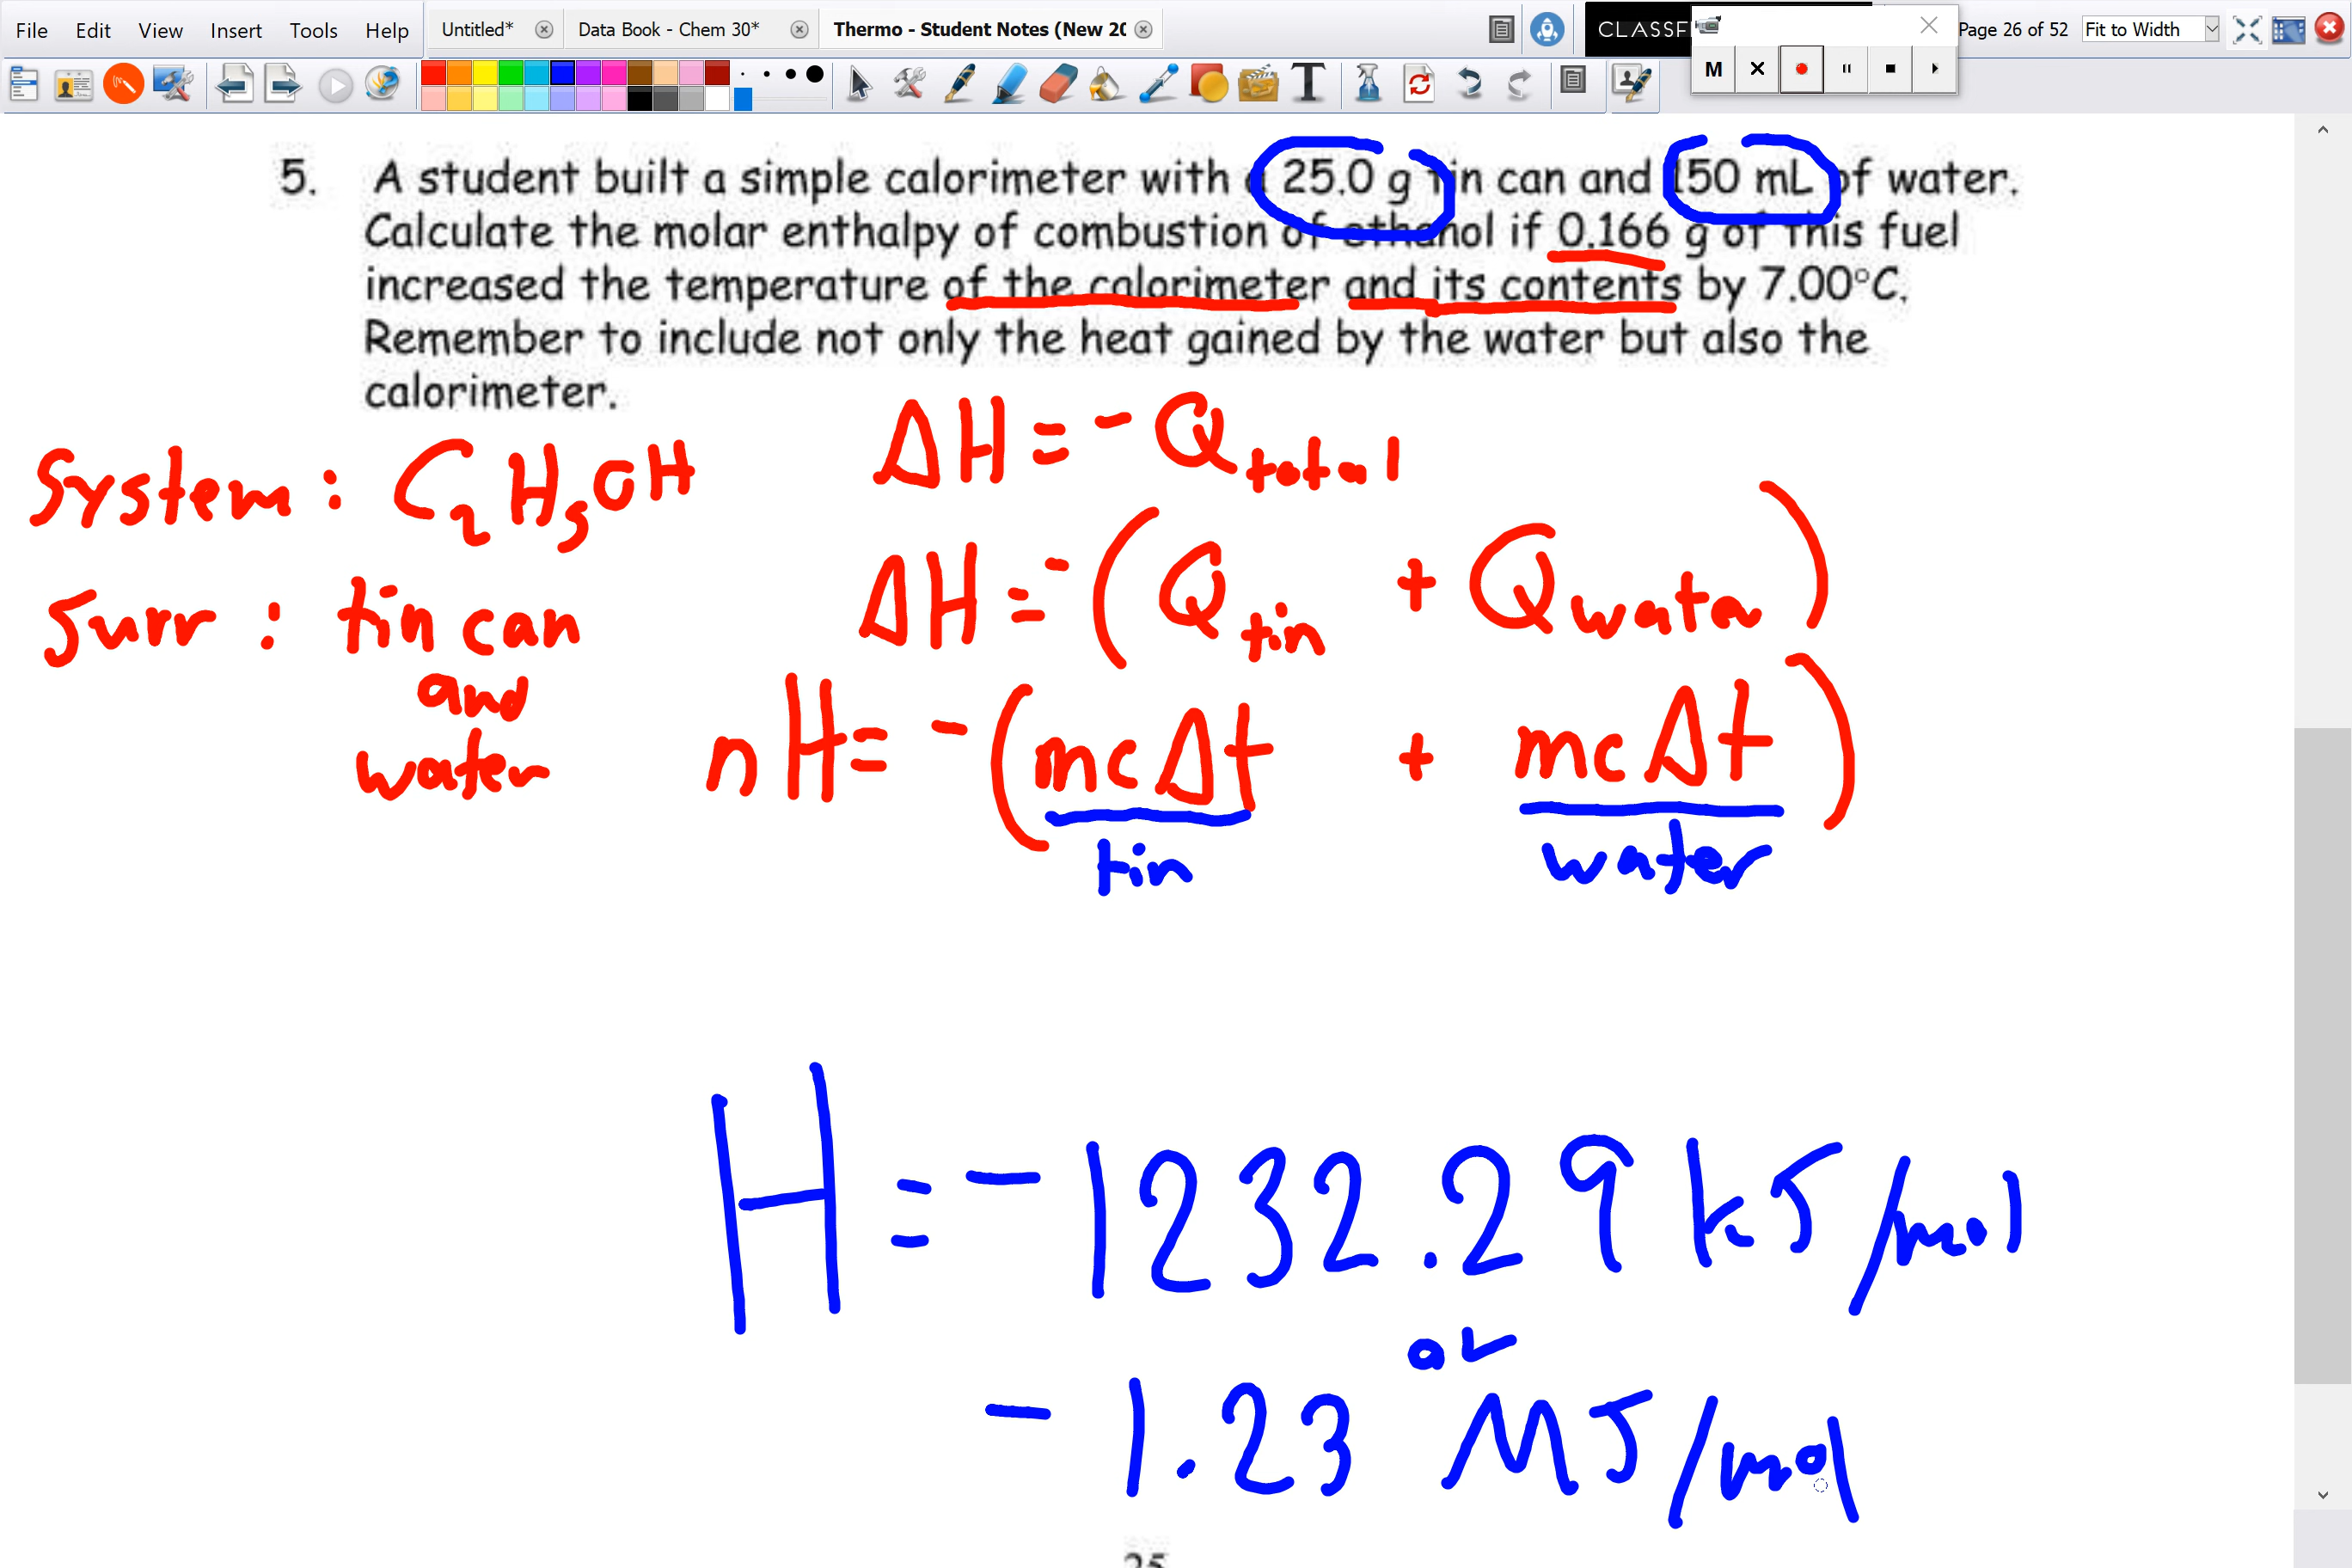 File Edit View Insert Tools Help
Untitled* Data Book - Chem 30* Thermo - Student Notes (New 20
Page 26 of 52 Fit to Width
M
5. A student built a simple calorimeter with 25.0 g tin can and 150 mL of water.
Calculate the molar enthalpy of combustion of ethanol if 0.166 g of this fuel
increased the temperature of the calorimeter and its contents by 7.00°C.
Remember to include not only the heat gained by the water but also the
calorimeter.
ΔH = -Qtotal
System: C2H5OH
ΔH = -(Qtin + Qwater)
Surr: tin can
and
water
nH = -(mcΔt + mcΔt)
tin water
H = -1232.29 kJ/mol
or
-1.23 MJ/mol
25